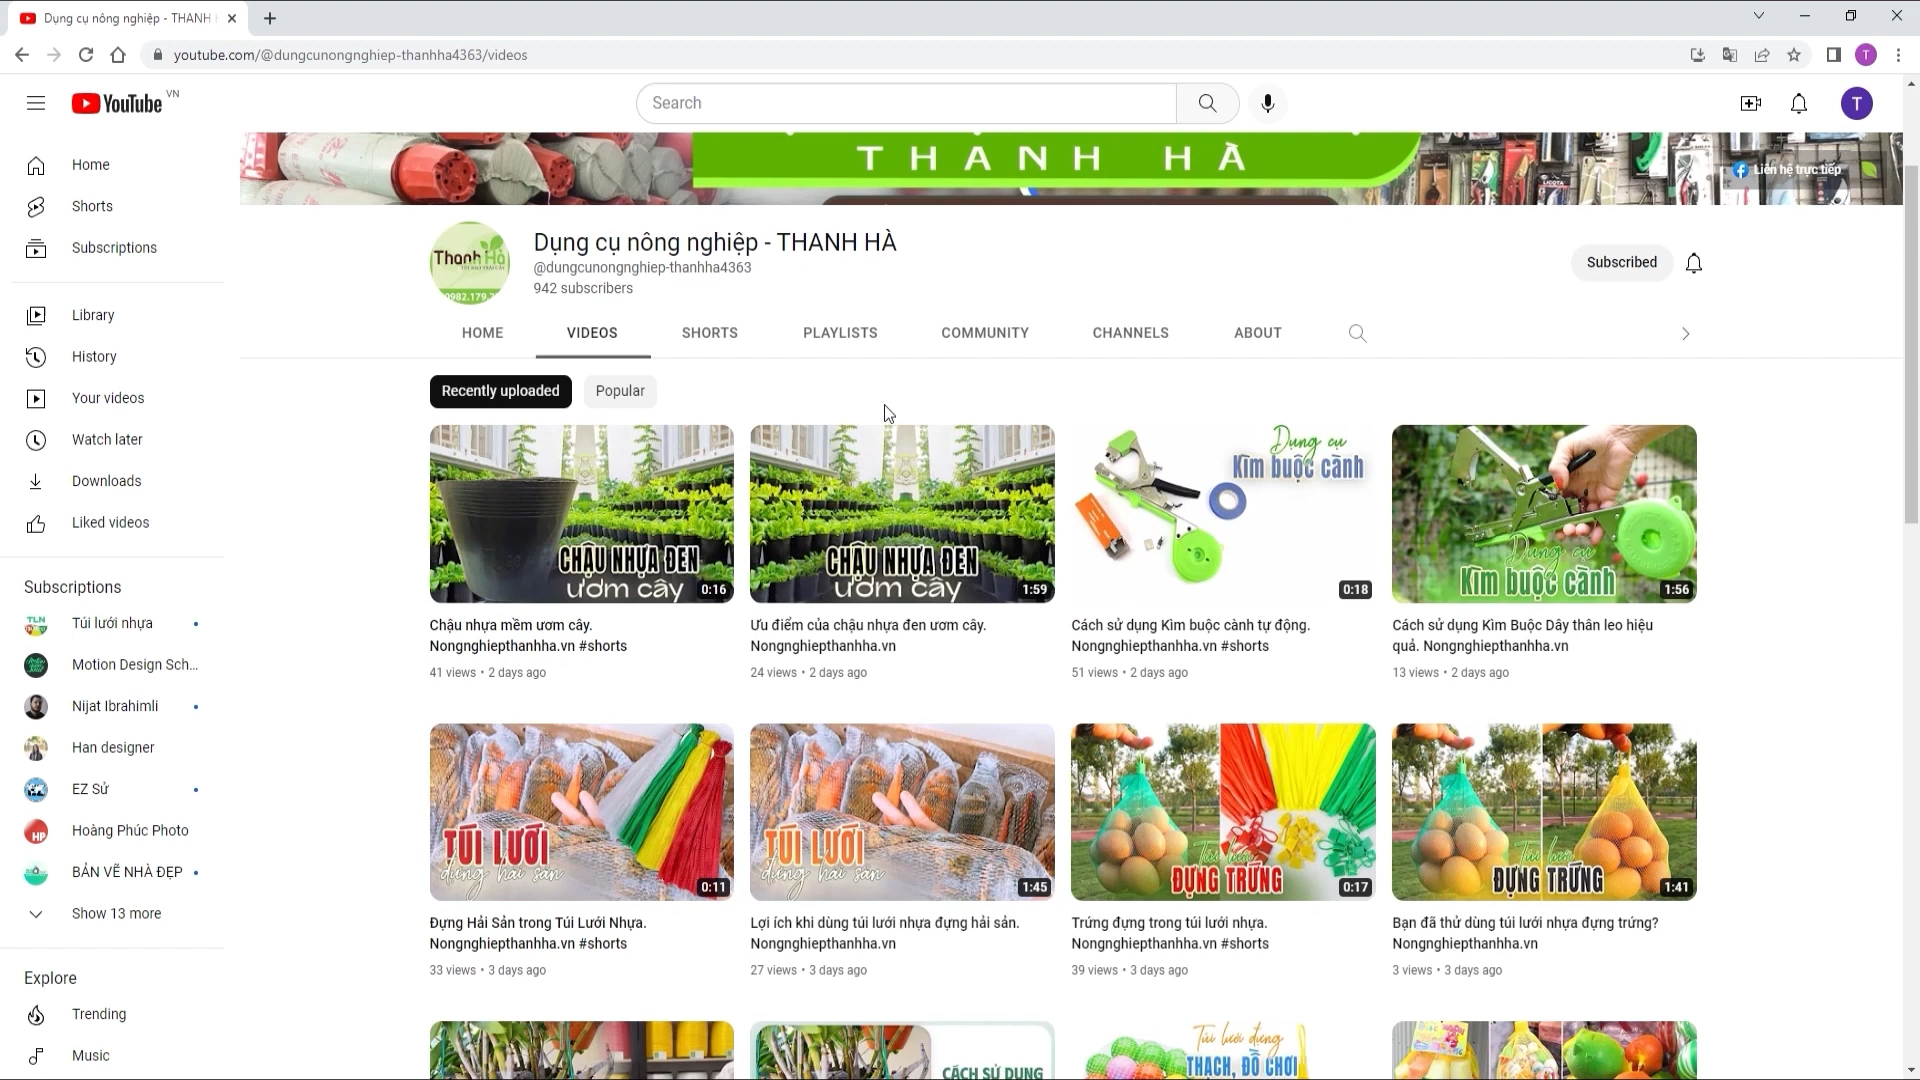 Dụng cụ nông nghiệp - THANH H
youtube.com/@dungcunongnghiep-thanhha4363/videos
T
YouTube VN
Search
T
THANH HÀ
Liên hệ trực tiếp
Home
Shorts
Subscriptions
Library
History
Your videos
Watch later
Downloads
Liked videos
Subscriptions
TLN
Túi lưới nhựa
Motion Design Sch...
Nijat Ibrahimli
Han designer
EZ Sử
HP
Hoàng Phúc Photo
BẢN VẼ NHÀ ĐẸP
Show 13 more
Explore
Trending
Music
Thanh Hà
0982.179.
Dụng cụ nông nghiệp - THANH HÀ
@dungcunongnghiep-thanhha4363
942 subscribers
Subscribed
HOME
VIDEOS
SHORTS
PLAYLISTS
COMMUNITY
CHANNELS
ABOUT
Recently uploaded
Popular
CHẬU NHỰA ĐEN
ươm cây
0:16
CHẬU NHỰA ĐEN
ươm cây
1:59
Dụng cụ
Kìm buộc cành
0:18
Dụng cụ
Kìm buộc cành
1:56
Chậu nhựa mềm ươm cây.
Nongnghiepthanhha.vn #shorts
41 views • 2 days ago
Ưu điểm của chậu nhựa đen ươm cây.
Nongnghiepthanhha.vn
24 views • 2 days ago
Cách sử dụng Kìm buộc cành tự động.
Nongnghiepthanhha.vn #shorts
51 views • 2 days ago
Cách sử dụng Kìm Buộc Dây thân leo hiệu
quả. Nongnghiepthanhha.vn
13 views • 2 days ago
TÚI LƯỚI
đựng hải sản
0:11
TÚI LƯỚI
đựng hải sản
1:45
Túi lưới
ĐỰNG TRỨNG
0:17
Túi lưới
ĐỰNG TRỨNG
1:41
Đựng Hải Sản trong Túi Lưới Nhựa.
Nongnghiepthanhha.vn #shorts
33 views • 3 days ago
Lợi ích khi dùng túi lưới nhựa đựng hải sản.
Nongnghiepthanhha.vn
27 views • 3 days ago
Trứng đựng trong túi lưới nhựa.
Nongnghiepthanhha.vn #shorts
39 views • 3 days ago
Bạn đã thử dùng túi lưới nhựa đựng trứng?
Nongnghiepthanhha.vn
3 views • 3 days ago
CÁCH SỬ DỤNG
Túi lưới đựng
THẠCH, ĐỒ CHƠI